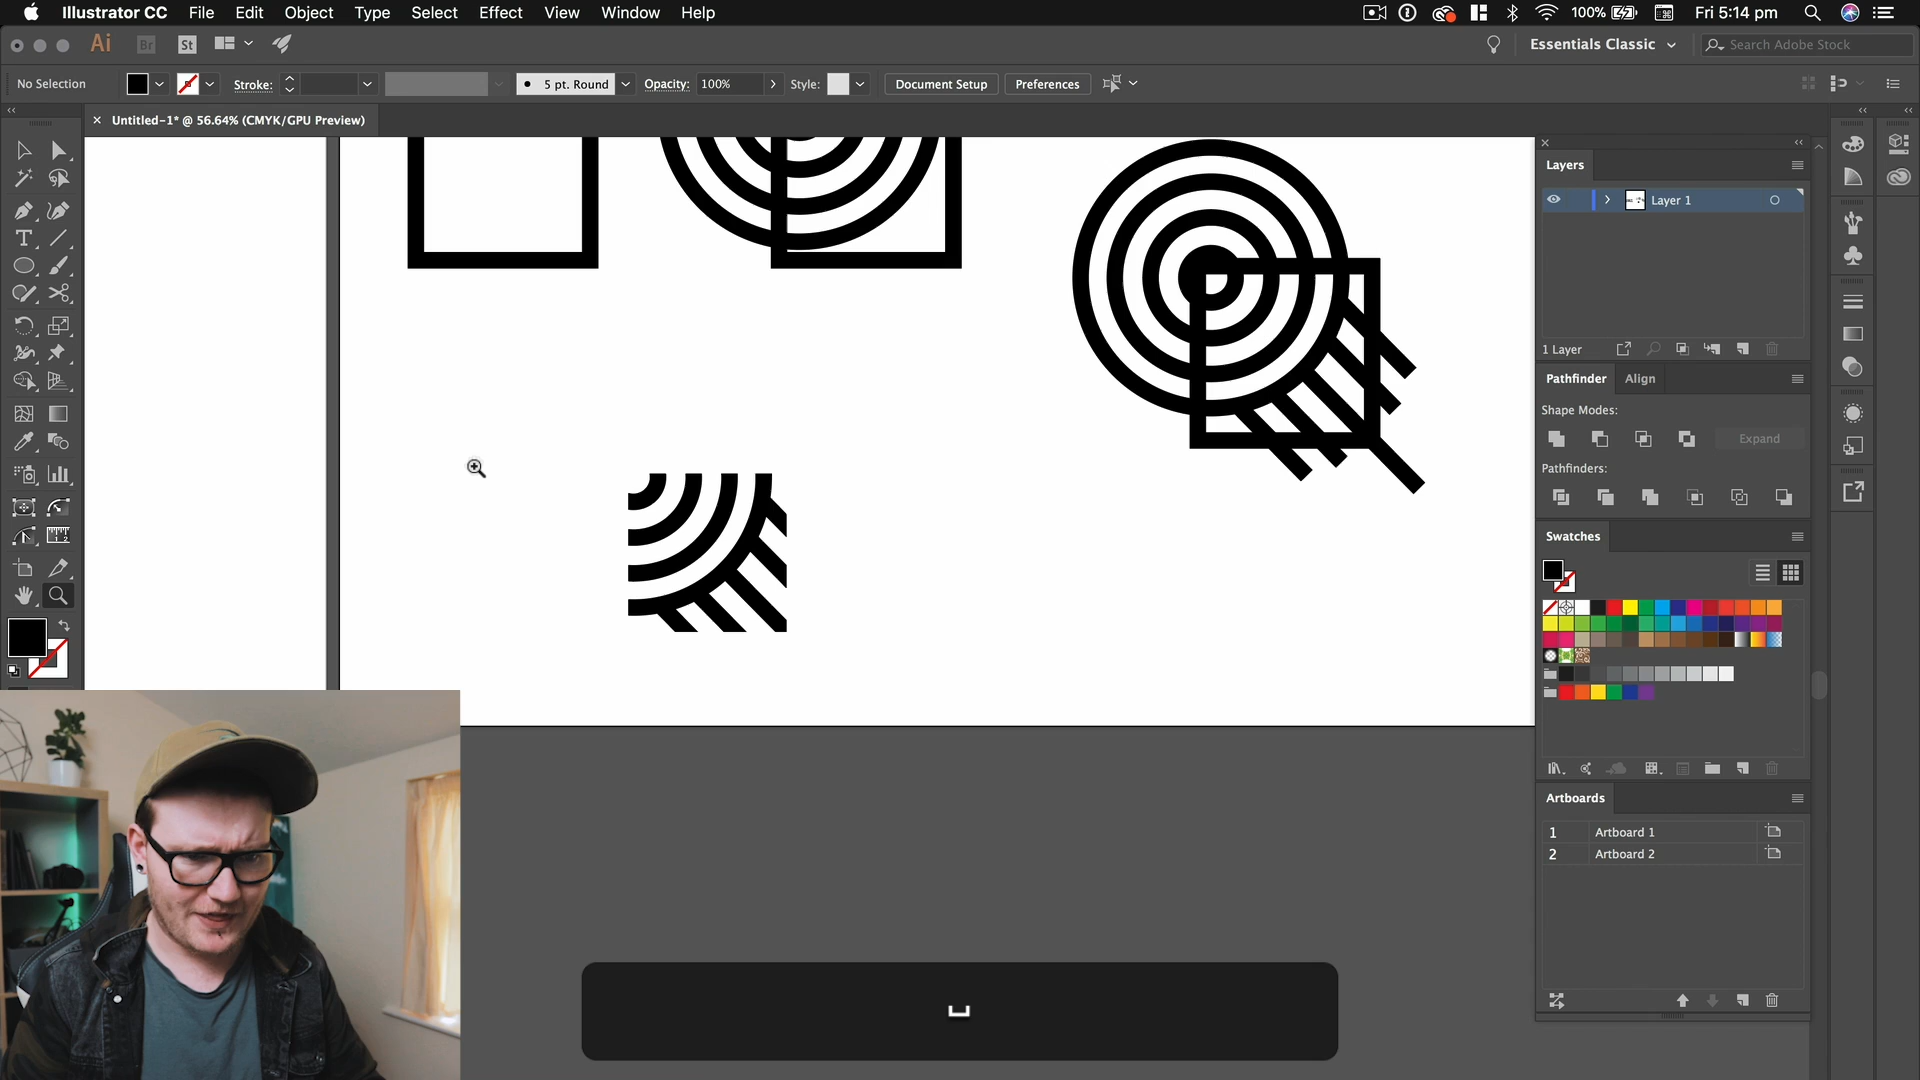 Illustrator CC File Edit Object Type Select Effect View Window Help 100% Fri 5:14 pm
Ai Br St Essentials Classic Search Adobe Stock
No Selection Stroke: 5 pt. Round Opacity: 100% Style: Document Setup Preferences
Untitled-1* @ 56.64% (CMYK/GPU Preview)
Layers
Layer 1
1 Layer
Pathfinder Align
Shape Modes:
Expand
Pathfinders:
Swatches
Artboards
1 Artboard 1
2 Artboard 2